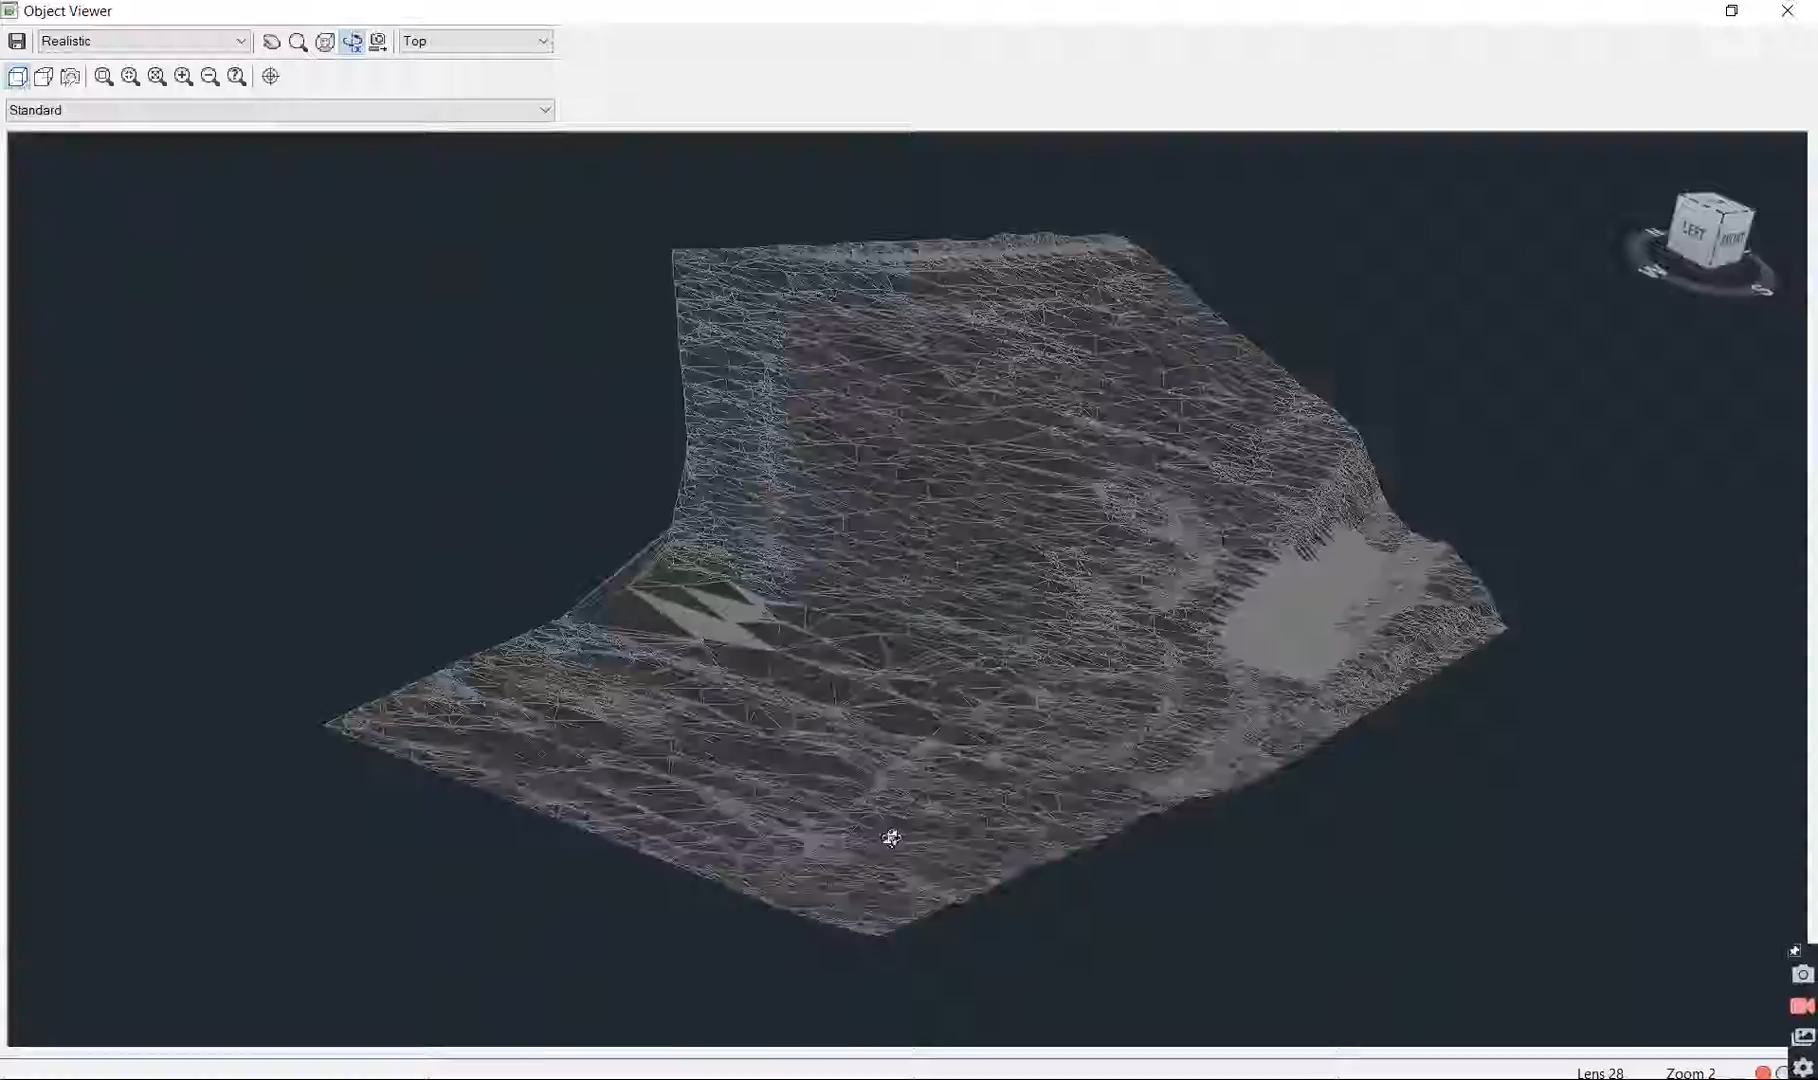 Object Viewer
Realistic
Top
Standard
LEFT
FRONT
W
S
Lens 28
Zoom 2